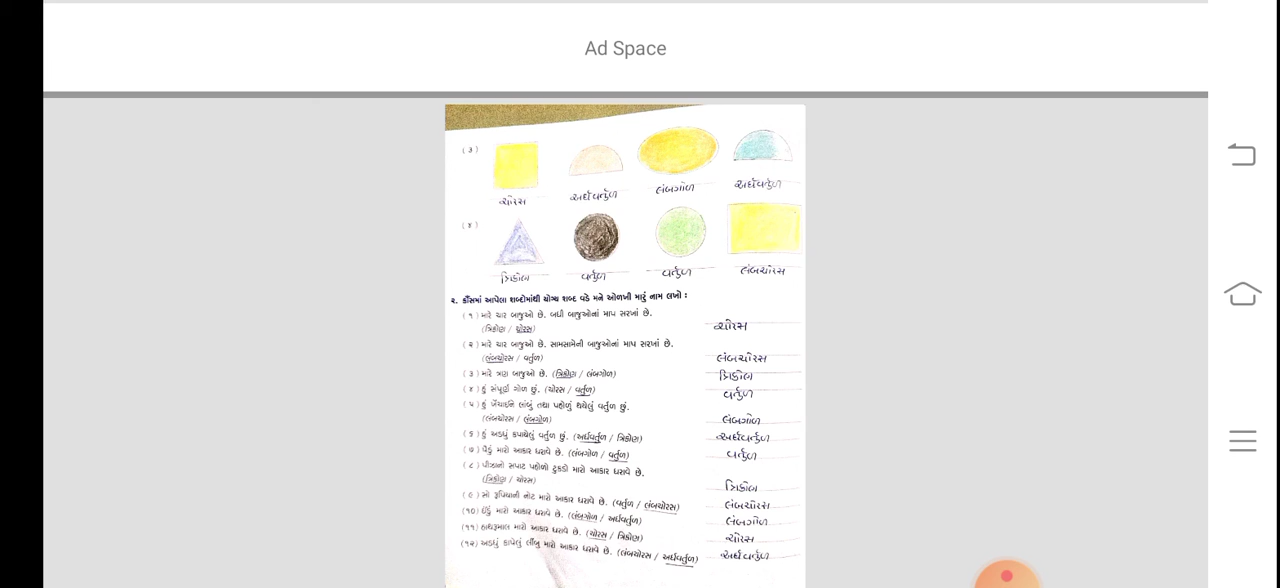 Ad Space
(૩)
ચોરસ અર્ધવર્તુળ લંબગોળ અર્ધવર્તુળ
(૪)
ત્રિકોણ વર્તુળ વર્તુળ લંબચોરસ
૨. કૌંસમાં આપેલા શબ્દોમાંથી યોગ્ય શબ્દ વડે મને ઓળખી મારું નામ લખો :
(૧) મારે ચાર બાજુઓ છે. બધી બાજુઓનાં માપ સરખાં છે.
(ત્રિકોણ / ચોરસ) ચોરસ
(૨) મારે ચાર બાજુઓ છે. સામસામેની બાજુઓનાં માપ સરખાં છે.
(લંબચોરસ / વર્તુળ) લંબચોરસ
(૩) મારે ત્રણ બાજુઓ છે. (ત્રિકોણ / લંબગોળ) ત્રિકોણ
(૪) હું સંપૂર્ણ ગોળ છું. (ચોરસ / વર્તુળ) વર્તુળ
(૫) હું ખેંચાઈને લાંબું તથા પહોળું થયેલું વર્તુળ છું.
(લંબચોરસ / લંબગોળ) લંબગોળ
(૬) હું અડધું કપાયેલું વર્તુળ છું. (અર્ધવર્તુળ / ત્રિકોણ) અર્ધવર્તુળ
(૭) પૈડું મારો આકાર ધરાવે છે. (લંબગોળ / વર્તુળ) વર્તુળ
(૮) પીઝાનો સપાટ પહોળો ટુકડો મારો આકાર ધરાવે છે.
(ત્રિકોણ / ચોરસ) ત્રિકોણ
(૯) સો રૂપિયાની નોટ મારો આકાર ધરાવે છે. (વર્તુળ / લંબચોરસ) લંબચોરસ
(૧૦) ઈંડું મારો આકાર ધરાવે છે. (લંબગોળ / અર્ધવર્તુળ) લંબગોળ
(૧૧) હાથરૂમાલ મારો આકાર ધરાવે છે. (ચોરસ / ત્રિકોણ) ચોરસ
(૧૨) અડધું કાપેલું લીંબુ મારો આકાર ધરાવે છે. (લંબચોરસ / અર્ધવર્તુળ) અર્ધવર્તુળ